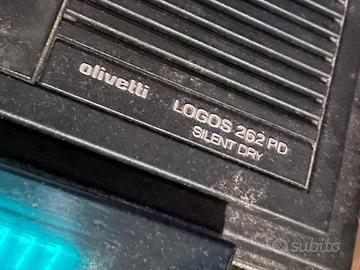 olivetti
LOGOS 262 PD
SILENT DRY
subito